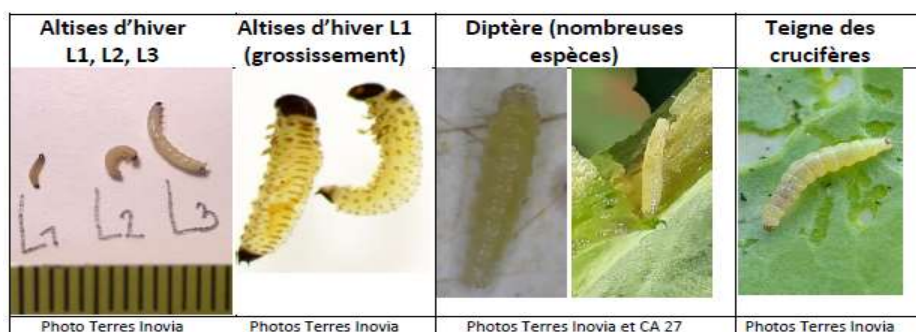 Altises d'hiver
L1, L2, L3
Altises d'hiver L1
(grossissement)
Diptère (nombreuses
espèces)
Teigne des
crucifères
L1
L2
L3
Photo Terres Inovia
Photos Terres Inovia
Photos Terres Inovia et CA 27
Photos Terres Inovia